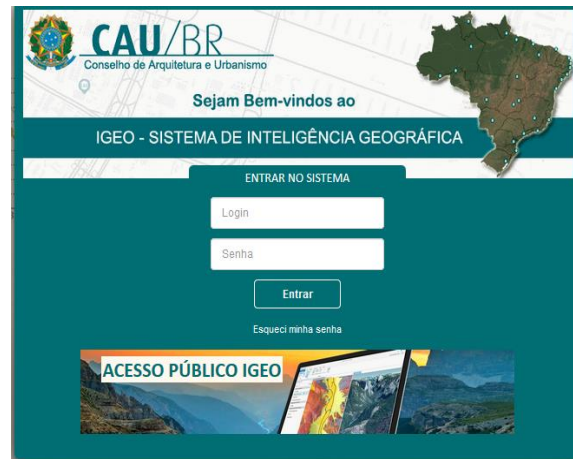 CAU/BR
Conselho de Arquitetura e Urbanismo
Sejam Bem-vindos ao
IGEO - SISTEMA DE INTELIGÊNCIA GEOGRÁFICA
ENTRAR NO SISTEMA
Login
Senha
Entrar
Esqueci minha senha
ACESSO PÚBLICO IGEO